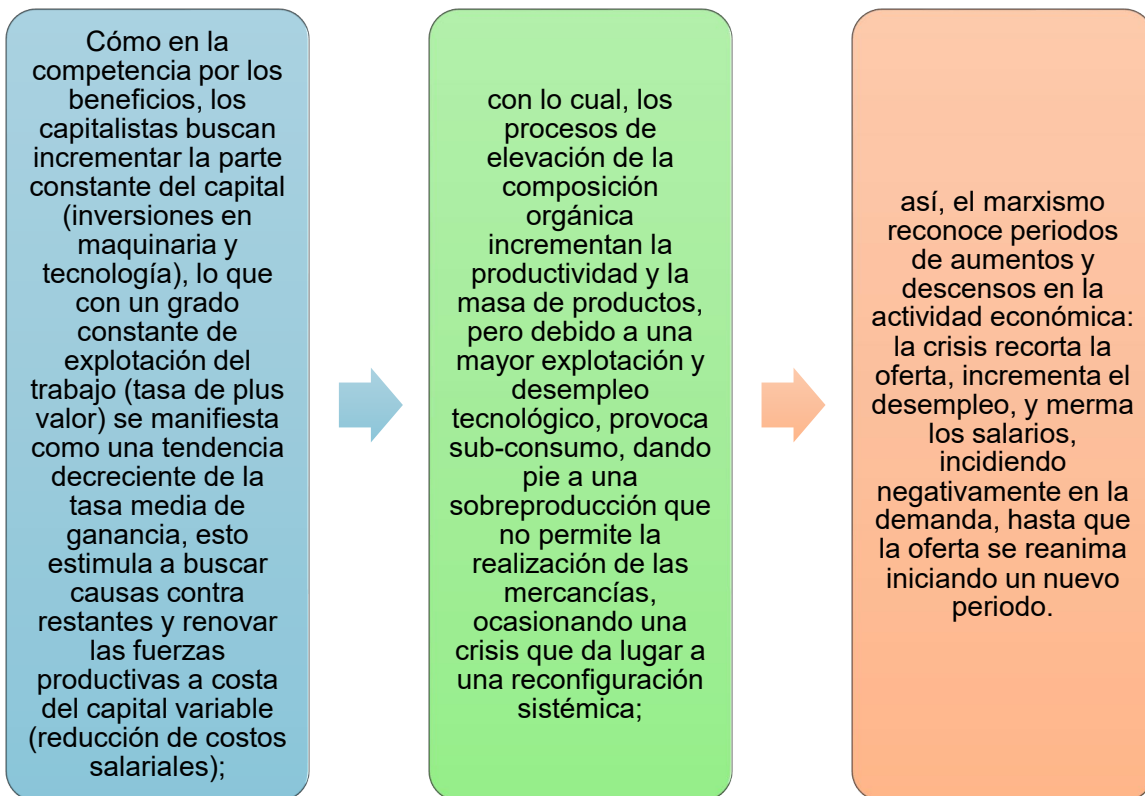 Cómo en la
competencia por los
beneficios, los
capitalistas buscan
incrementar la parte
constante del capital
(inversiones en
maquinaria y
tecnología), lo que
con un grado
constante de
explotación del
trabajo (tasa de plus
valor) se manifiesta
como una tendencia
decreciente de la
tasa media de
ganancia, esto
estimula a buscar
causas contra
restantes y renovar
las fuerzas
productivas a costa
del capital variable
(reducción de costos
salariales);
con lo cual, los
procesos de
elevación de la
composición
orgánica
incrementan la
productividad y la
masa de productos,
pero debido a una
mayor explotación y
desempleo
tecnológico, provoca
sub-consumo, dando
pie a una
sobreproducción que
no permite la
realización de las
mercancías,
ocasionando una
crisis que da lugar a
una reconfiguración
sistémica;
así, el marxismo
reconoce periodos
de aumentos y
descensos en la
actividad económica:
la crisis recorta la
oferta, incrementa el
desempleo, y merma
los salarios,
incidiendo
negativamente en la
demanda, hasta que
la oferta se reanima
iniciando un nuevo
periodo.